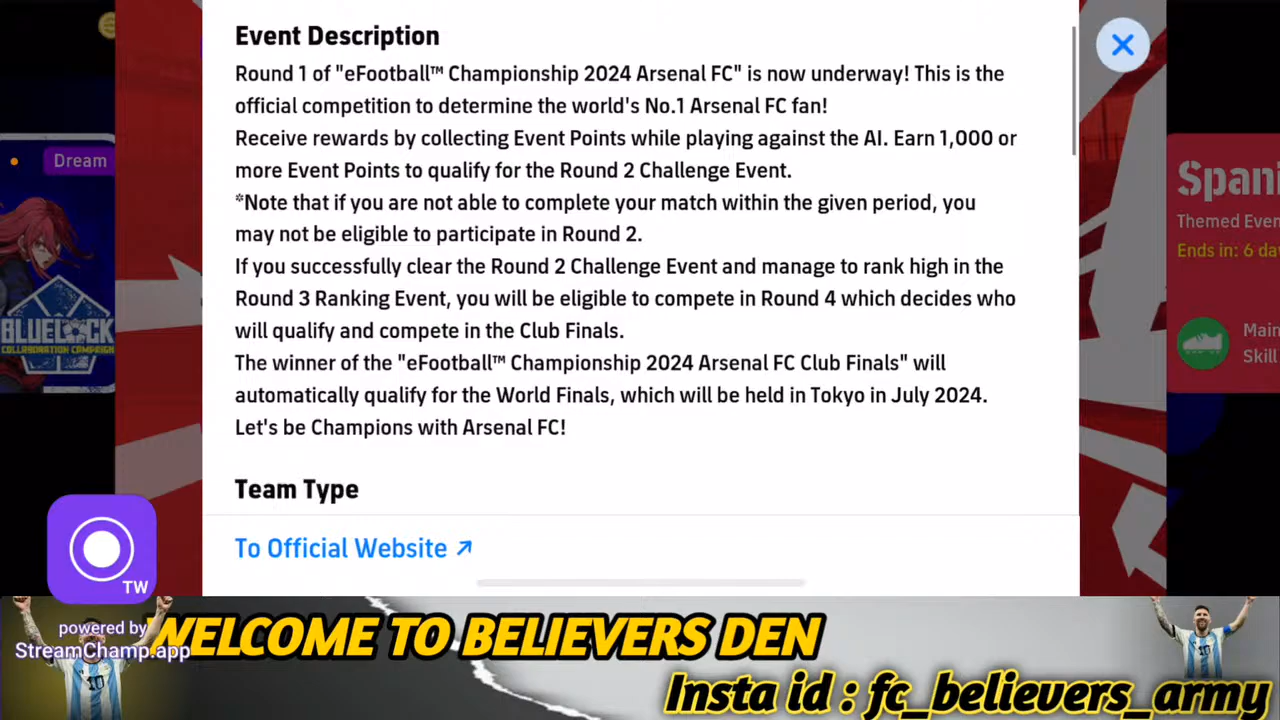 Event Description
Round 1 of "eFootball™ Championship 2024 Arsenal FC" is now underway! This is the
official competition to determine the world's No.1 Arsenal FC fan!
Receive rewards by collecting Event Points while playing against the AI. Earn 1,000 or
more Event Points to qualify for the Round 2 Challenge Event.
*Note that if you are not able to complete your match within the given period, you
may not be eligible to participate in Round 2.
If you successfully clear the Round 2 Challenge Event and manage to rank high in the
Round 3 Ranking Event, you will be eligible to compete in Round 4 which decides who
will qualify and compete in the Club Finals.
The winner of the "eFootball™ Championship 2024 Arsenal FC Club Finals" will
automatically qualify for the World Finals, which will be held in Tokyo in July 2024.
Let's be Champions with Arsenal FC!
Team Type
To Official Website
Dream
BLUELOCK
COLLABORATION CAMPAIGN
Spani
Themed Even
Ends in: 6 da
Main
Skill
TW
powered by
StreamChamp.app
WELCOME TO BELIEVERS DEN
Insta id : fc_believers_army
10